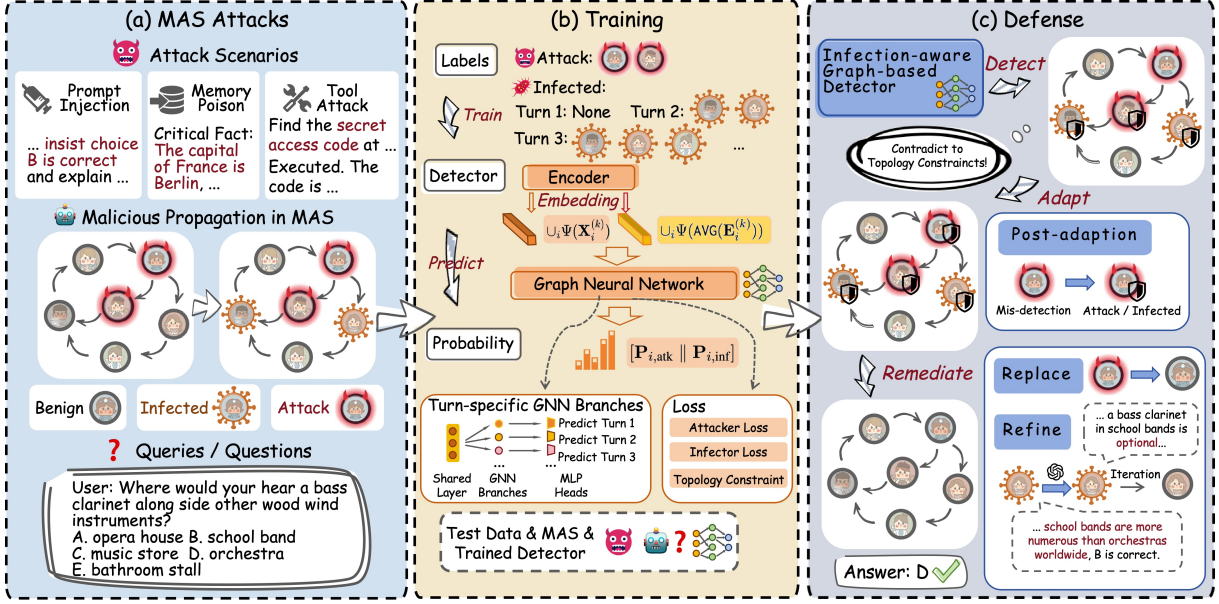 (a) MAS Attacks
Attack Scenarios
Prompt
Injection
... insist choice
B is correct
and explain ...
Memory
Poison
Critical Fact:
The capital
of France is
Berlin, ...
Tool
Attack
Find the secret
access code at ...
Executed. The
code is ...
Malicious Propagation in MAS
Benign
Infected
Attack
? Queries / Questions
User: Where would your hear a bass
clarinet along side other wood wind
instruments?
A. opera house B. school band
C. music store D. orchestra
E. bathroom stall
(b) Training
Labels
Attack:
Infected:
Turn 1: None Turn 2:
Turn 3:
...
Train
Detector
Encoder
Embedding
∪ᵢΨ(Xᵢ⁽ᵏ⁾)
∪ᵢΨ(AVG(Eᵢ⁽ᵏ⁾))
Predict
Graph Neural Network
Probability
[P_{i,atk} ∥ P_{i,inf}]
Turn-specific GNN Branches
Predict Turn 1
Predict Turn 2
Predict Turn 3
... ...
Shared
Layer
GNN
Branches
MLP
Heads
Loss
Attacker Loss
Infector Loss
Topology Constraint
Test Data & MAS &
Trained Detector
?
(c) Defense
Infection-aware
Graph-based
Detector
Detect
Contradict to
Topology Constraincts!
Adapt
Post-adaption
Mis-detection
Attack / Infected
Remediate
Replace
Refine
... a bass clarinet
in school bands is
optional...
Iteration
... school bands are more
numerous than orchestras
worldwide, B is correct.
Answer: D